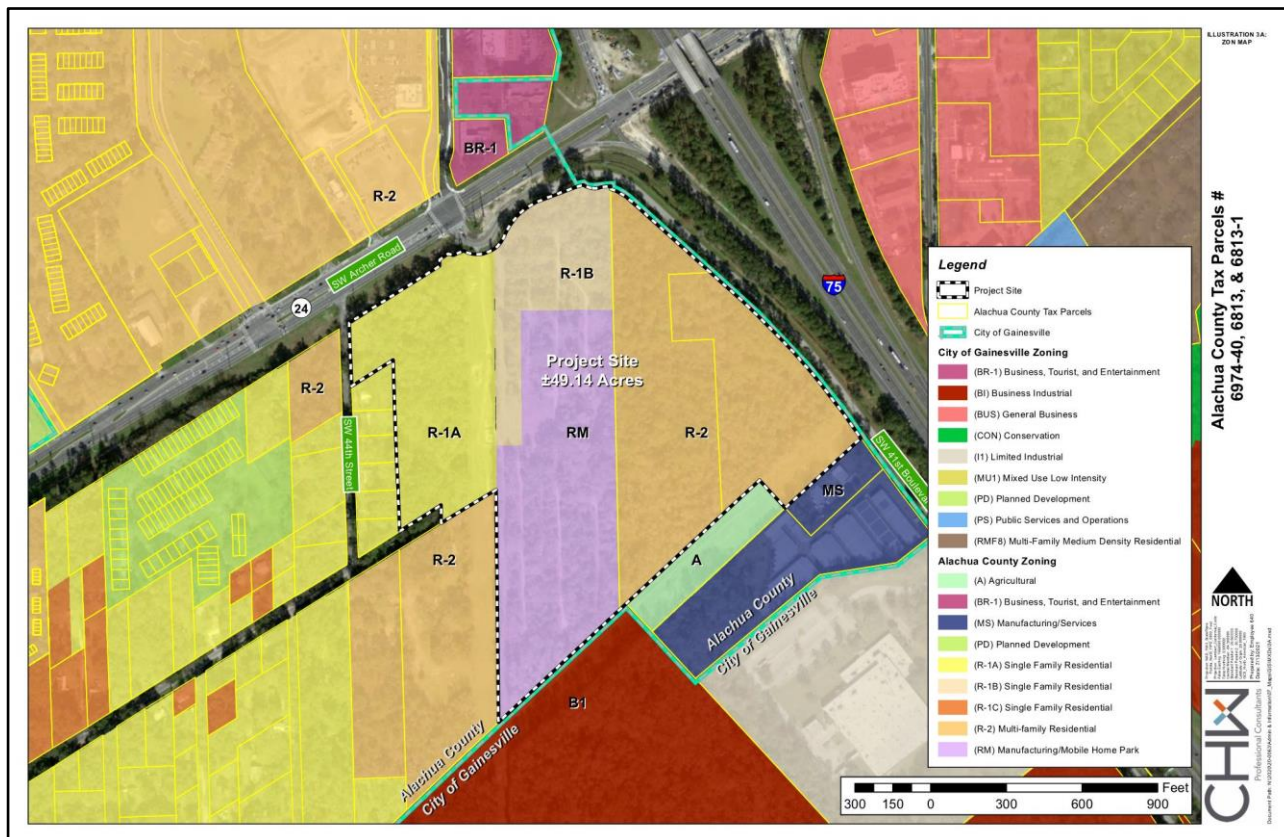 ILLUSTRATION 3A:
ZON MAP
BR-1
R-2
SW Archer Road
R-1B
24
75
Project Site
±49.14 Acres
R-2
SW 44th Street
R-1A
RM
R-2
SW 41st Boulevard
MS
R-2
A
Alachua County
City of Gainesville
B1
Alachua County
City of Gainesville
Legend
Project Site
Alachua County Tax Parcels
City of Gainesville
City of Gainesville Zoning
(BR-1) Business, Tourist, and Entertainment
(BI) Business Industrial
(BUS) General Business
(CON) Conservation
(I1) Limited Industrial
(MU1) Mixed Use Low Intensity
(PD) Planned Development
(PS) Public Services and Operations
(RMF8) Multi-Family Medium Density Residential
Alachua County Zoning
(A) Agricultural
(BR-1) Business, Tourist, and Entertainment
(MS) Manufacturing/Services
(PD) Planned Development
(R-1A) Single Family Residential
(R-1B) Single Family Residential
(R-1C) Single Family Residential
(R-2) Multi-family Residential
(RM) Manufacturing/Mobile Home Park
Feet
300 150 0 300 600 900
Alachua County Tax Parcels #
6974-40, 6813, & 6813-1
NORTH
CHW
Professional Consultants